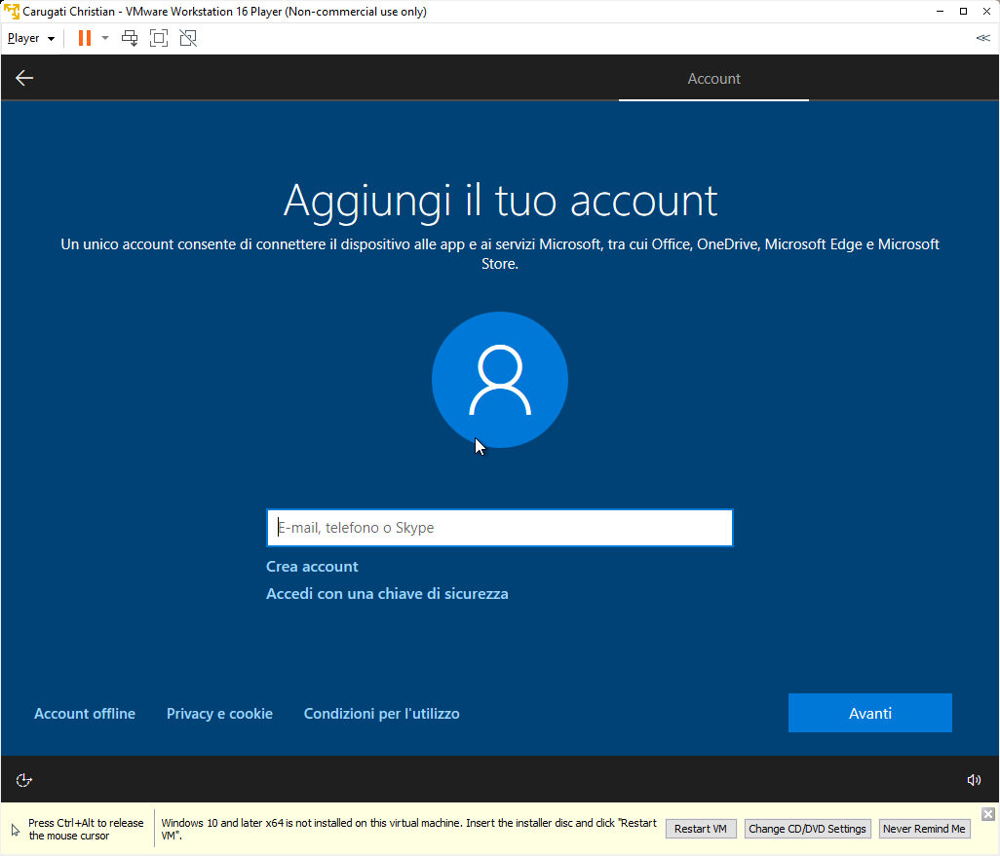 Carugati Christian - VMware Workstation 16 Player (Non-commercial use only)
Player
Account
Aggiungi il tuo account
Un unico account consente di connettere il dispositivo alle app e ai servizi Microsoft, tra cui Office, OneDrive, Microsoft Edge e Microsoft
Store.
E-mail, telefono o Skype
Crea account
Accedi con una chiave di sicurezza
Account offline
Privacy e cookie
Condizioni per l'utilizzo
Avanti
Press Ctrl+Alt to release
the mouse cursor
Windows 10 and later x64 is not installed on this virtual machine. Insert the installer disc and click "Restart
VM".
Restart VM
Change CD/DVD Settings
Never Remind Me